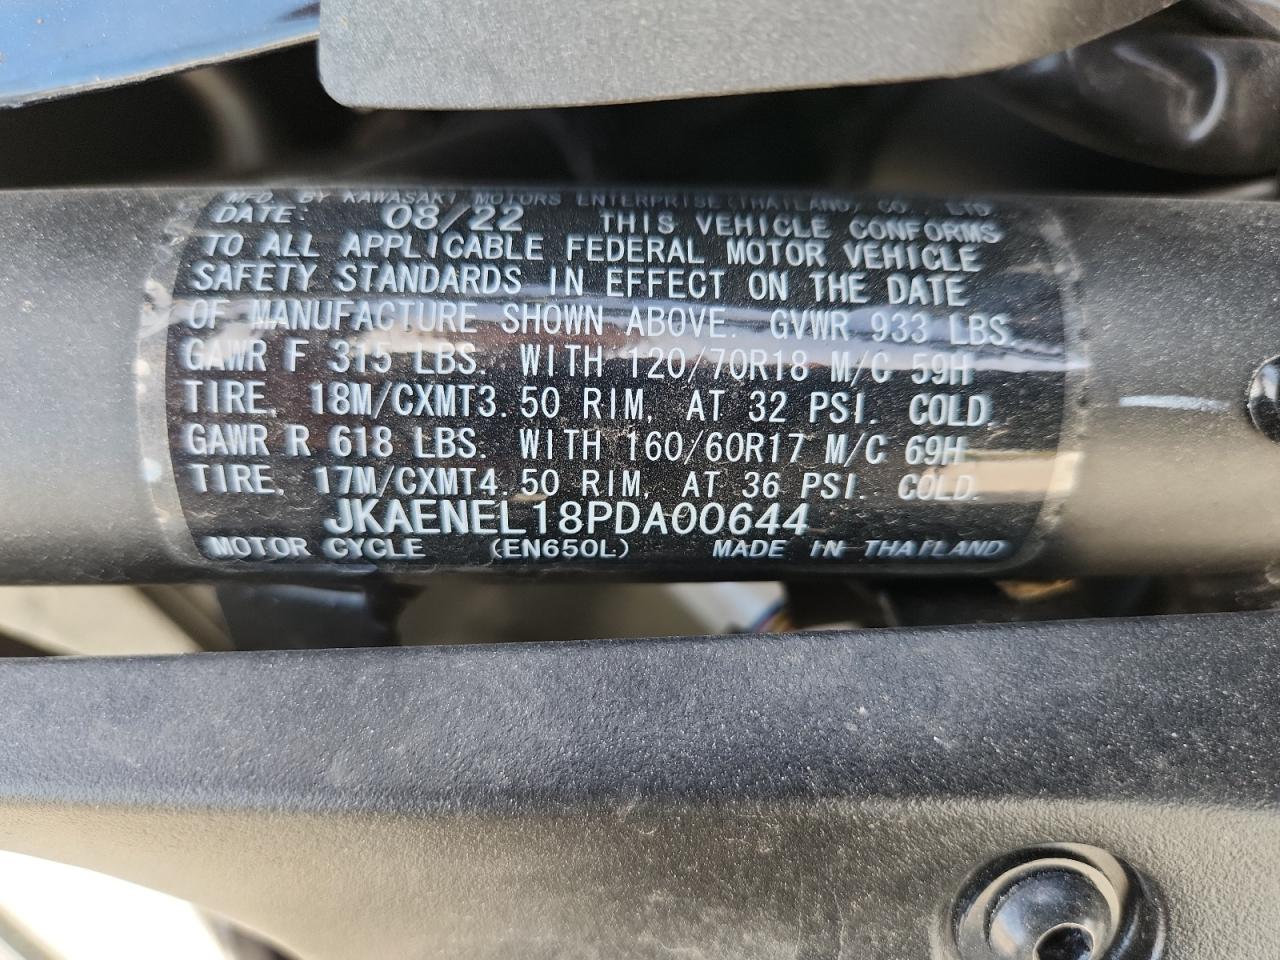 MFD. BY KAWASAKI MOTORS ENTERPRISE (THAILAND) CO., LTD.
DATE: 08/22 THIS VEHICLE CONFORMS
TO ALL APPLICABLE FEDERAL MOTOR VEHICLE
SAFETY STANDARDS IN EFFECT ON THE DATE
OF MANUFACTURE SHOWN ABOVE. GVWR 933 LBS.
GAWR F 315 LBS. WITH 120/70R18 M/C 59H
TIRE, 18M/CXMT3.50 RIM, AT 32 PSI. COLD.
GAWR R 618 LBS. WITH 160/60R17 M/C 69H
TIRE, 17M/CXMT4.50 RIM, AT 36 PSI. COLD.
JKAENEL18PDA00644
MOTOR CYCLE (EN650L) MADE IN THAILAND